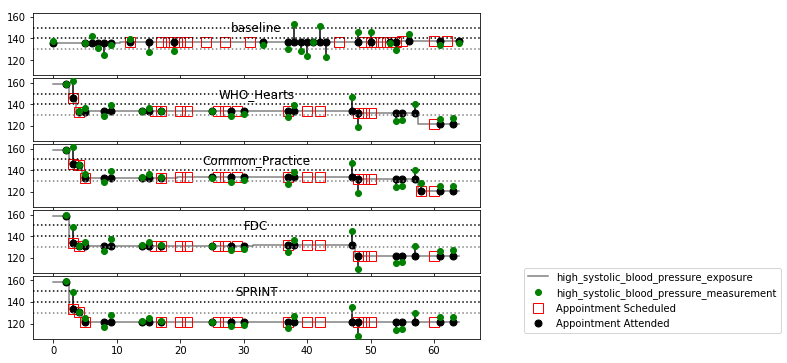 160
140
120
baseline
160
140
120
WHO_Hearts
160
140
120
Common_Practice
160
140
120
FDC
160
140
120
SPRINT
0 10 20 30 40 50 60
high_systolic_blood_pressure_exposure
high_systolic_blood_pressure_measurement
Appointment Scheduled
Appointment Attended